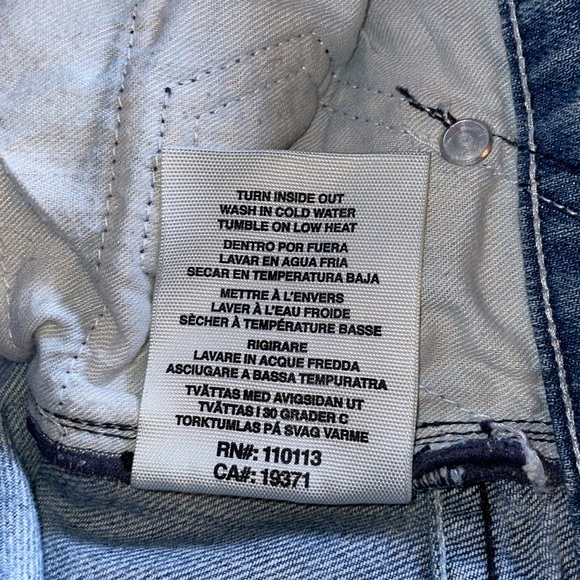 TURN INSIDE OUT
WASH IN COLD WATER
TUMBLE ON LOW HEAT
DENTRO POR FUERA
LAVAR EN AGUA FRIA
SECAR EN TEMPERATURA BAJA
METTRE À L'ENVERS
LAVER À L'EAU FROIDE
SÈCHER À TEMPÉRATURE BASSE
RIGIRARE
LAVARE IN ACQUE FREDDA
ASCIUGARE A BASSA TEMPURATRA
TVÄTTAS MED AVIGSIDAN UT
TVÄTTAS I 30 GRADER C
TORKTUMLAS PÅ SVAG VARME
RN#: 110113
CA#: 19371